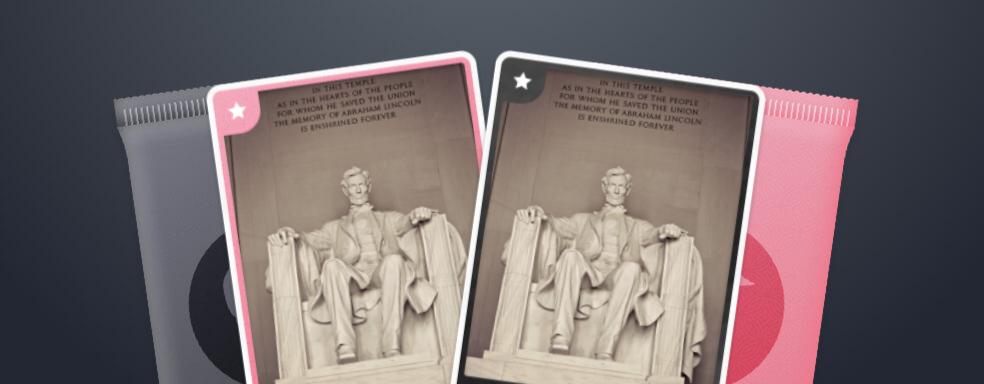 IN THIS TEMPLE
AS IN THE HEARTS OF THE PEOPLE
FOR WHOM HE SAVED THE UNION
THE MEMORY OF ABRAHAM LINCOLN
IS ENSHRINED FOREVER
IN THIS TEMPLE
AS IN THE HEARTS OF THE PEOPLE
FOR WHOM HE SAVED THE UNION
THE MEMORY OF ABRAHAM LINCOLN
IS ENSHRINED FOREVER